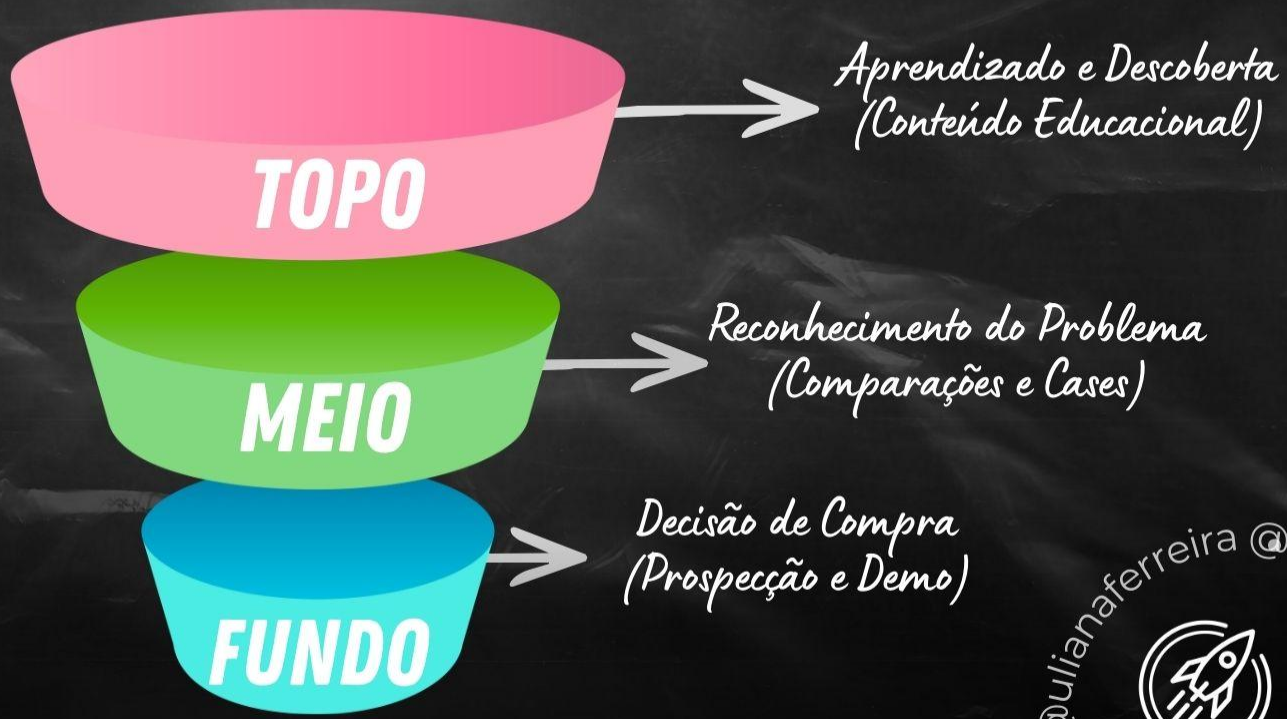 TOPO
Aprendizado e Descoberta
(Conteúdo Educacional)
MEIO
Reconhecimento do Problema
(Comparações e Cases)
FUNDO
Decisão de Compra
(Prospecção e Demo)
@ulianaferreira @